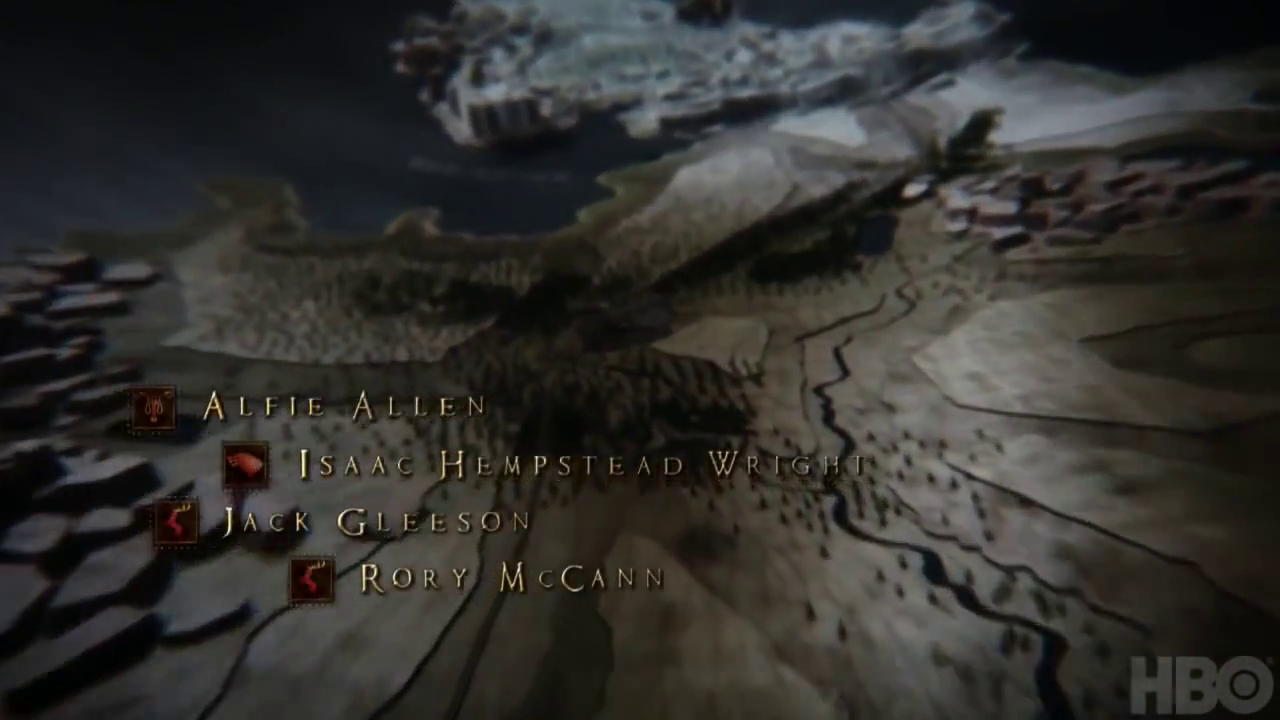 ALFIE ALLEN
ISAAC HEMPSTEAD WRIGHT
JACK GLEESON
RORY MCCANN
HBO